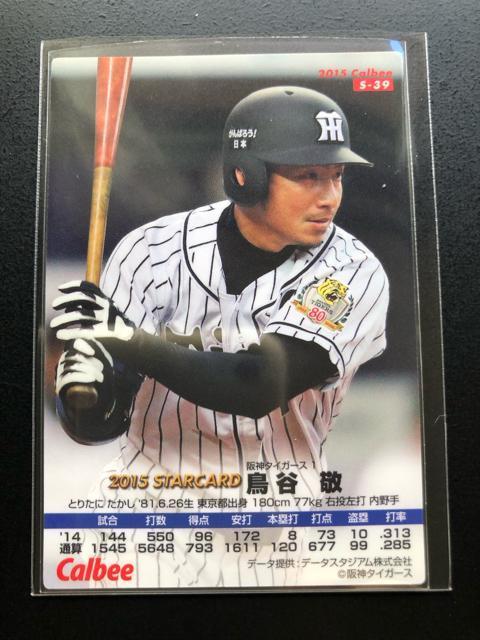 2015 Calbee
S-39
がんばろう!
日本
TIGERS
80
阪神タイガース 1
2015 STARCARD 鳥谷 敬
とりたに たかし '81.6.26生 東京都出身 180cm 77kg 右投左打 内野手
試合 打数 得点 安打 本塁打 打点 盗塁 打率
'14 144 550 96 172 8 73 10 .313
通算 1545 5648 793 1611 120 677 99 .285
データ提供:データスタジアム株式会社
Calbee
©阪神タイガース